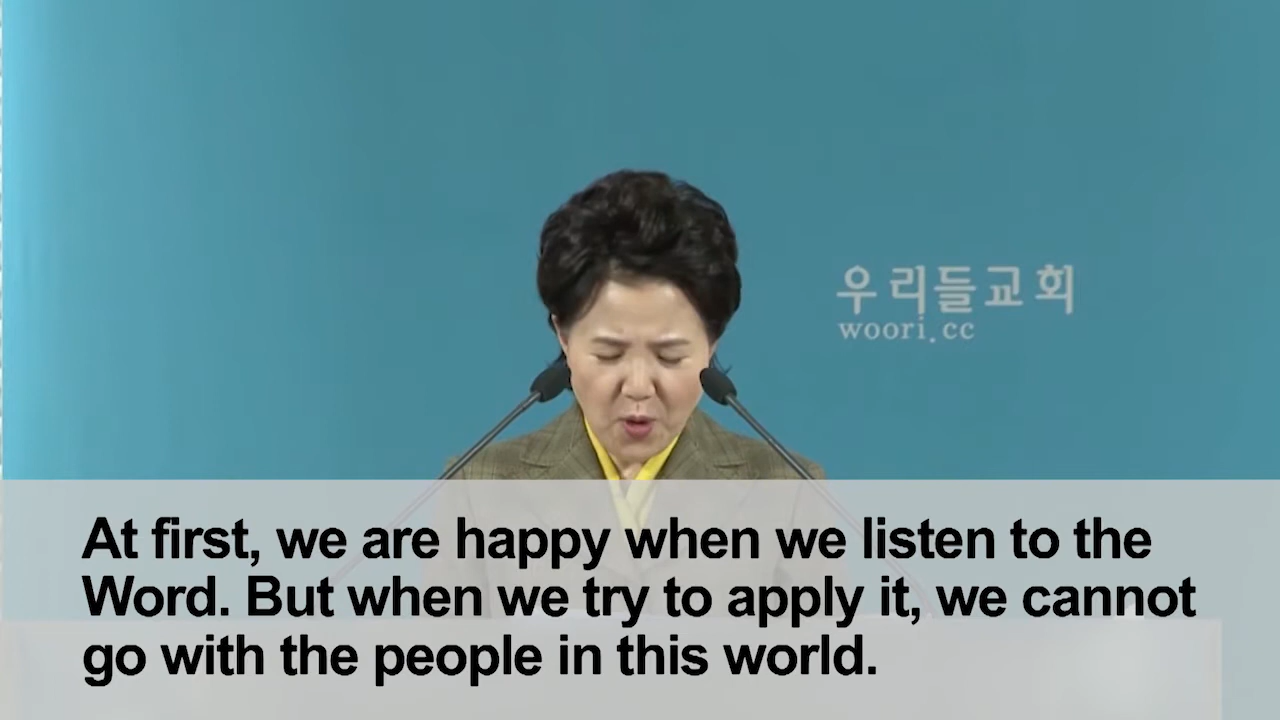 우리들교회
woori.cc
At first, we are happy when we listen to the
Word. But when we try to apply it, we cannot
go with the people in this world.